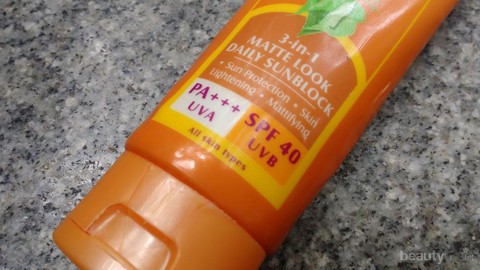 3-in-1
MATTE LOOK
DAILY SUNBLOCK
• Sun Protection • Skin
Lightening • Mattifying
PA+++
UVA
SPF 40
UVB
All skin types
beauty